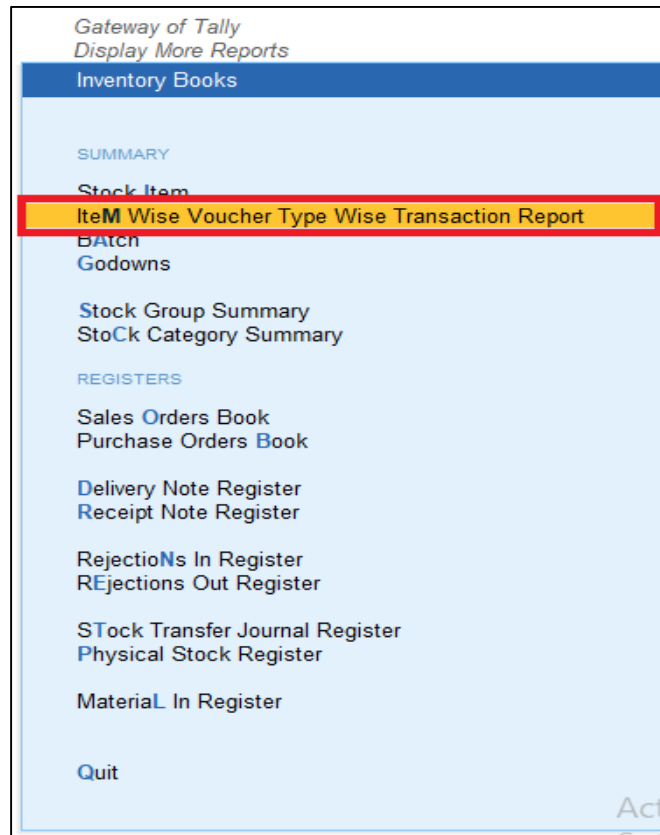 Gateway of Tally
Display More Reports
Inventory Books
SUMMARY
Stock Item
IteM Wise Voucher Type Wise Transaction Report
BAtch
Godowns
Stock Group Summary
StoCk Category Summary
REGISTERS
Sales Orders Book
Purchase Orders Book
Delivery Note Register
Receipt Note Register
RejectioNs In Register
REjections Out Register
STock Transfer Journal Register
Physical Stock Register
MateriaL In Register
Quit